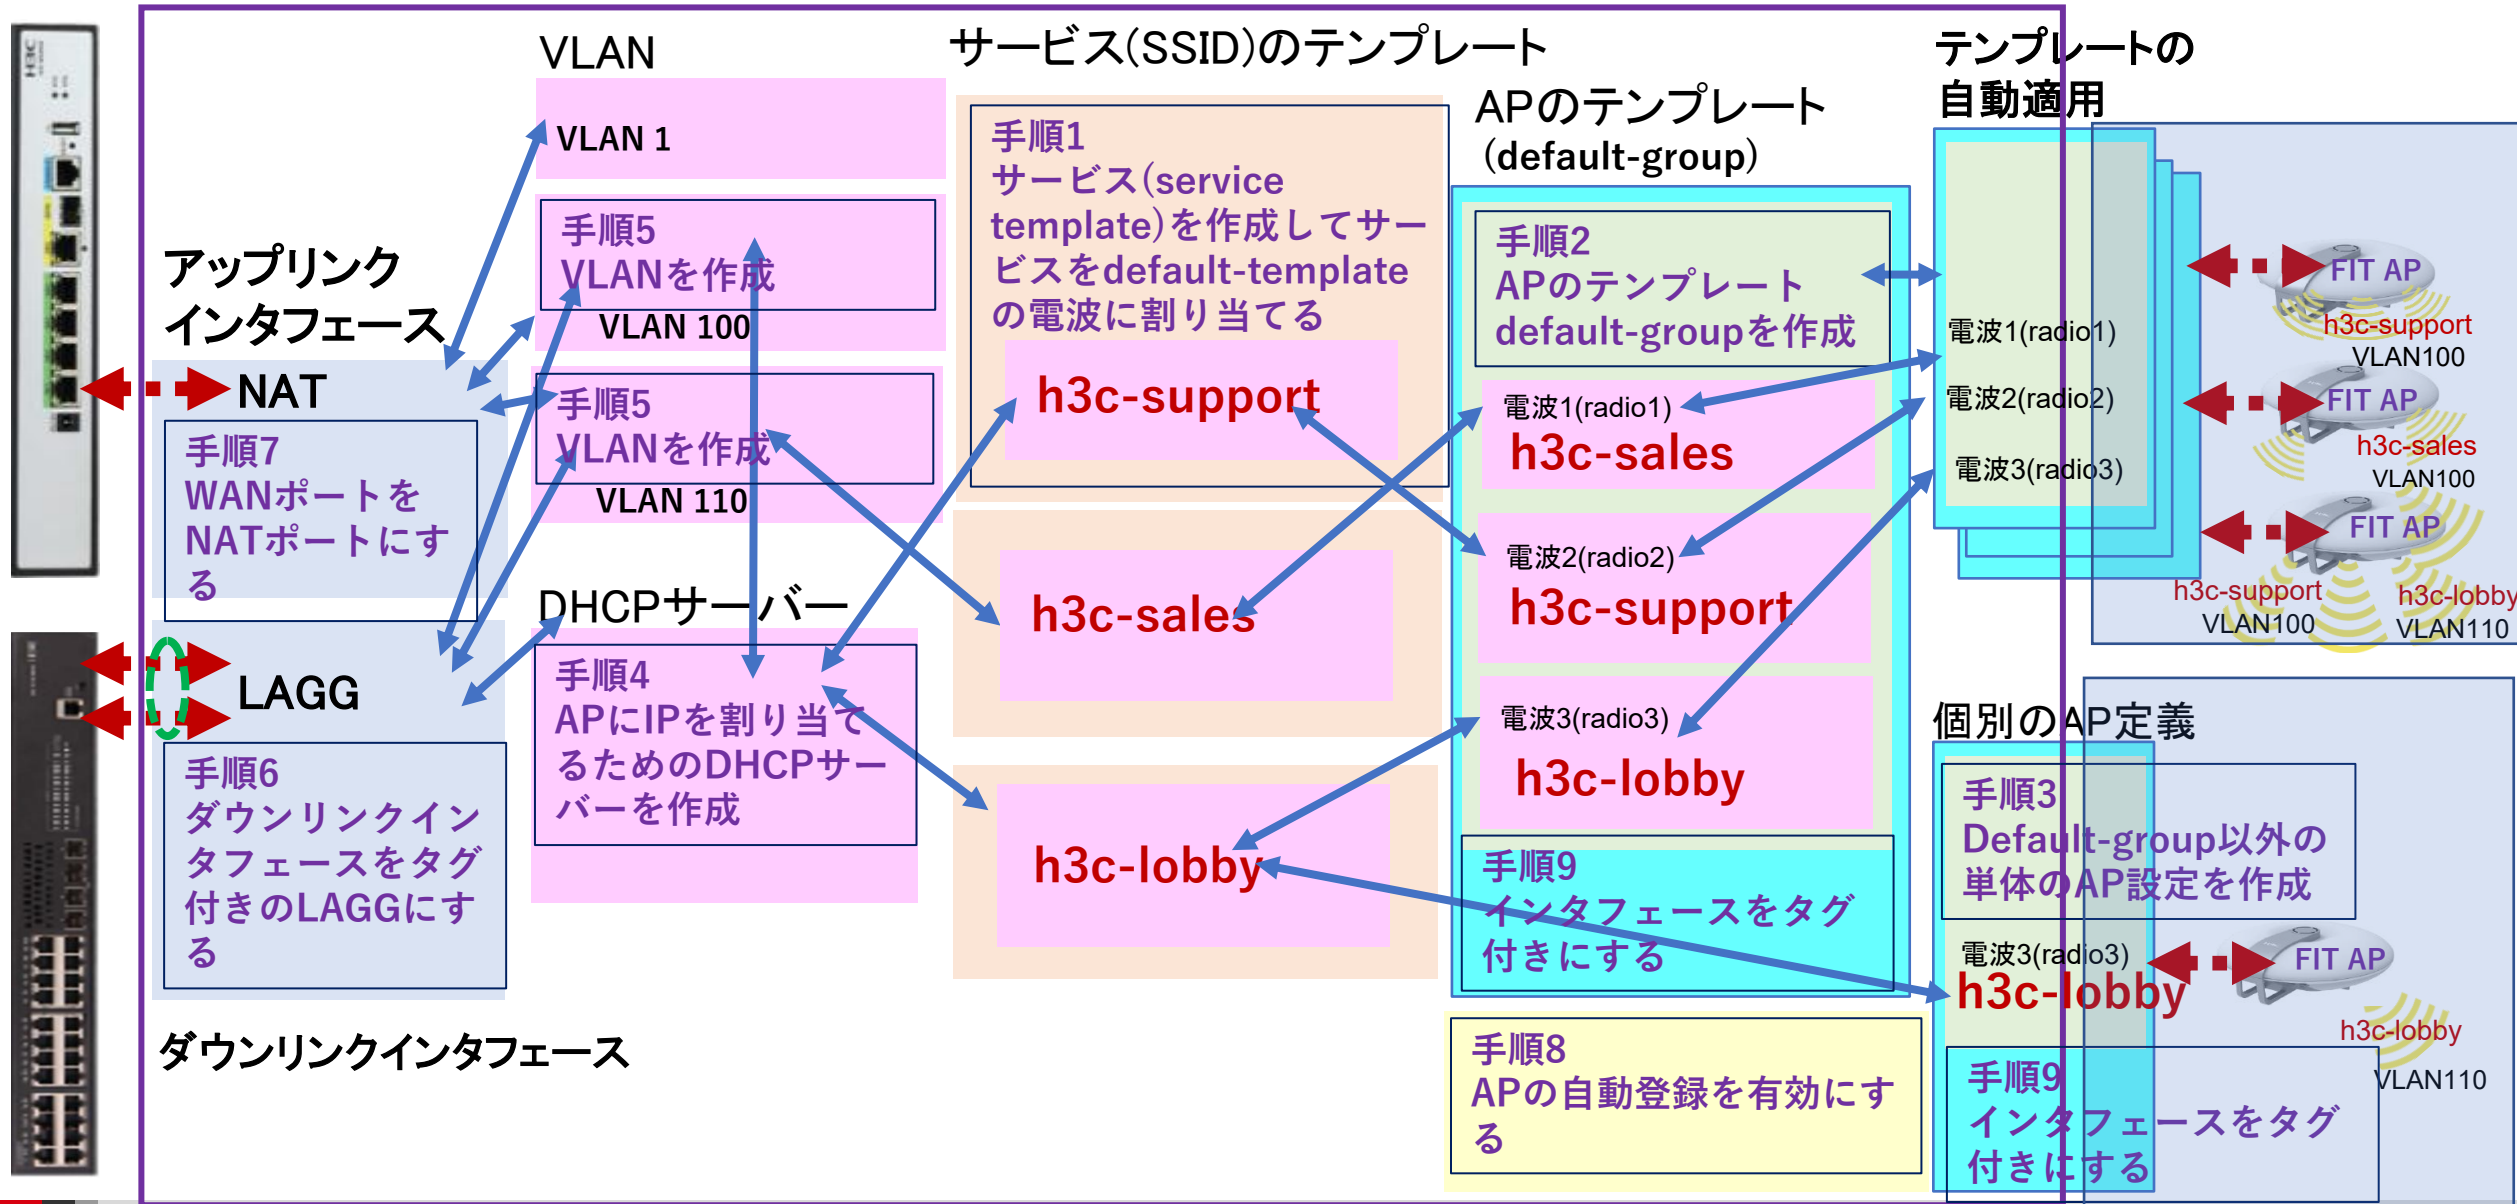 H3C
VLAN
VLAN 1
手順5
VLANを作成
VLAN 100
手順5
VLANを作成
VLAN 110
アップリンク
インタフェース
NAT
手順7
WANポートを
NATポートにす
る
LAGG
手順6
ダウンリンクイン
タフェースをタグ
付きのLAGGにす
る
ダウンリンクインタフェース
DHCPサーバー
手順4
APにIPを割り当て
るためのDHCPサー
バーを作成
サービス(SSID)のテンプレート
手順1
サービス(service
template)を作成してサー
ビスをdefault-template
の電波に割り当てる
h3c-support
h3c-sales
h3c-lobby
APのテンプレート
(default-group)
手順2
APのテンプレート
default-groupを作成
電波1(radio1)
h3c-sales
電波2(radio2)
h3c-support
電波3(radio3)
h3c-lobby
手順9
インタフェースをタグ
付きにする
手順8
APの自動登録を有効にす
る
テンプレートの
自動適用
電波1(radio1)
電波2(radio2)
電波3(radio3)
FIT AP
h3c-support
VLAN100
FIT AP
h3c-sales
VLAN100
FIT AP
h3c-support
VLAN100
h3c-lobby
VLAN110
個別のAP定義
手順3
Default-group以外の
単体のAP設定を作成
電波3(radio3)
h3c-lobby
FIT AP
h3c-lobby
VLAN110
手順9
インタフェースをタグ
付きにする